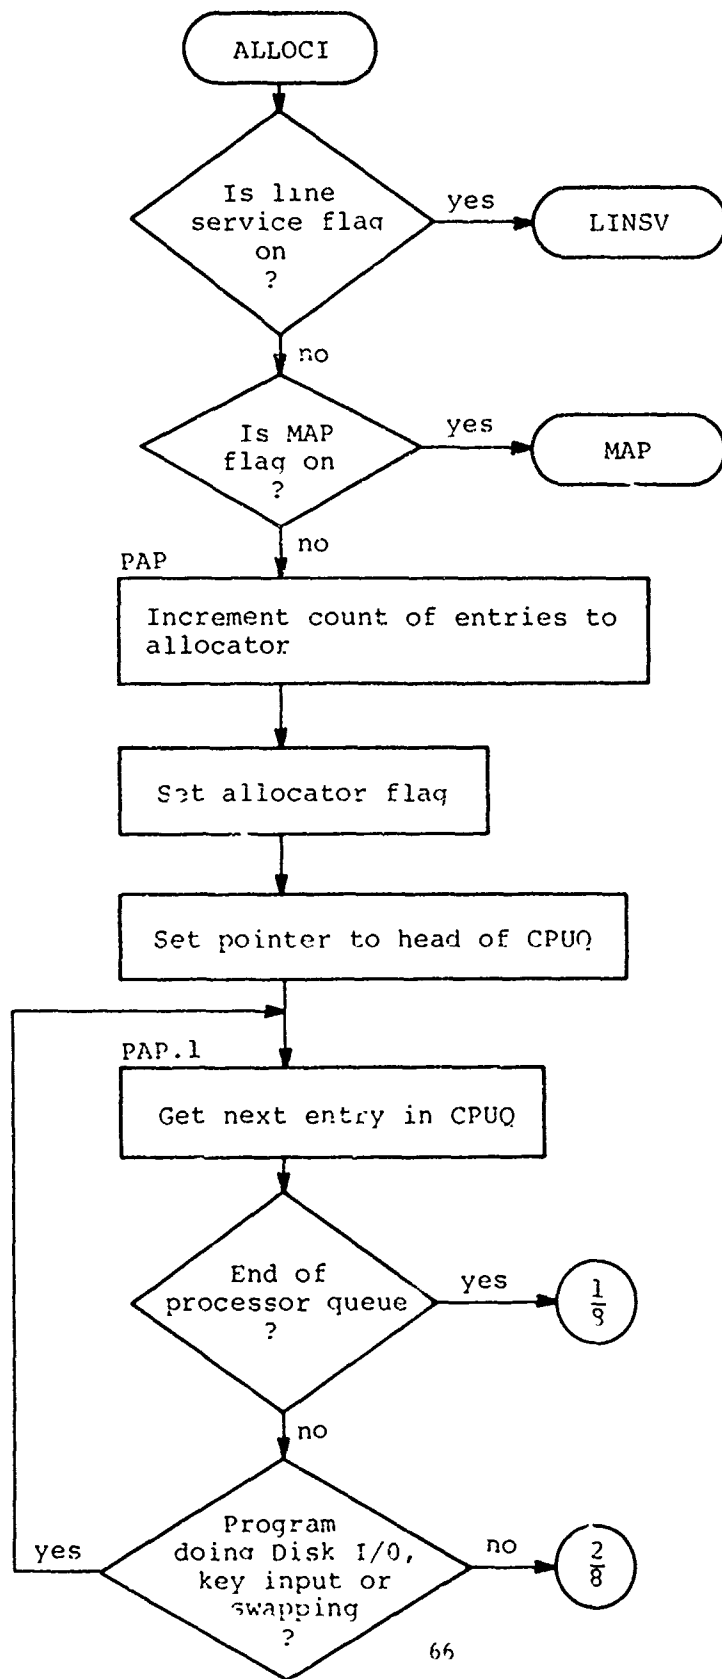 ALLOCI
Is line
service flag
on
?
yes
LINSV
no
Is MAP
flag on
?
yes
MAP
no
PAP
Increment count of entries to
allocator
Set allocator flag
Set pointer to head of CPUQ
PAP.1
Get next entry in CPUQ
End of
processor queue
?
yes
1
no
Program
doing Disk I/O,
key input or
swapping
?
yes
no
2
8
66